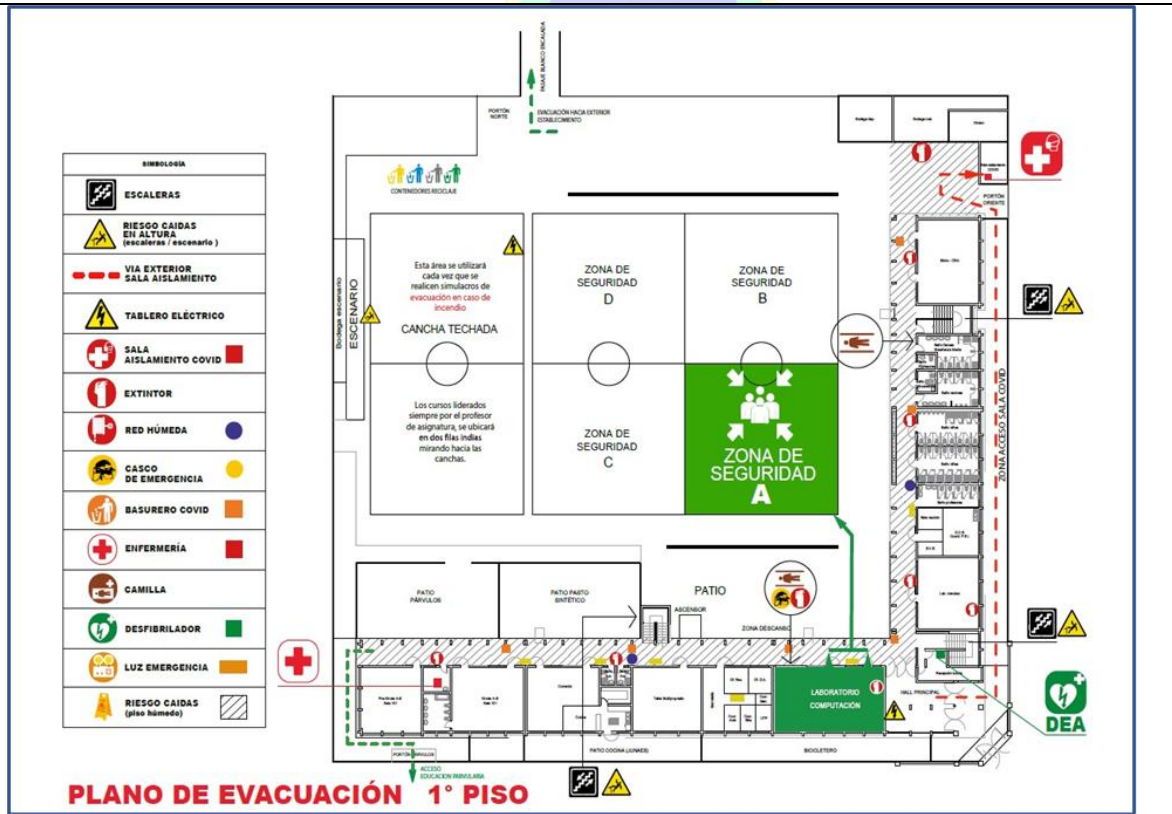 PASAJE BLANCO ENCALADA
PORTÓN
NORTE
EVACUACIÓN HACIA EXTERIOR
ESTABLECIMIENTO
CONTENEDORES RECICLAJE
SIMBOLOGÍA
ESCALERAS
RIESGO CAIDAS
EN ALTURA
(escaleras / escenario )
VIA EXTERIOR
SALA AISLAMIENTO
TABLERO ELÉCTRICO
SALA
AISLAMIENTO COVID
EXTINTOR
RED HÚMEDA
CASCO
DE EMERGENCIA
BASURERO COVID
ENFERMERÍA
CAMILLA
DESFIBRILADOR
LUZ EMERGENCIA
RIESGO CAIDAS
(piso húmedo)
Bodega escenario
ESCENARIO
Esta área se utilizará
cada vez que se
realicen simulacros de
evacuación en caso de
incendio
CANCHA TECHADA
Los cursos liderados
siempre por el profesor
de asignatura, se ubicará
en dos filas indias
mirando hacia las
canchas.
ZONA DE
SEGURIDAD
D
ZONA DE
SEGURIDAD
B
ZONA DE
SEGURIDAD
C
ZONA DE
SEGURIDAD
A
PORTÓN
ORIENTE
ZONA ACCESO SALA COVID
PATIO
PÁRVULOS
PATIO PASTO
SINTÉTICO
PATIO
ASCENSOR
ZONA DESCANSO
LABORATORIO
COMPUTACIÓN
HALL PRINCIPAL
DEA
PATIO COCINA (JUNAEB)
BICICLETERO
ACCESO
EDUCACION PARVULARIA
PLANO DE EVACUACIÓN 1° PISO